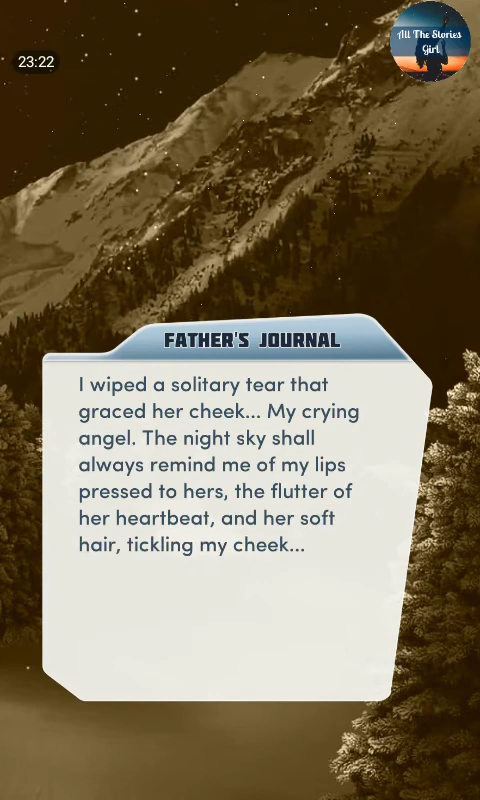 All The Stories
Girl
23:22
FATHER'S JOURNAL
I wiped a solitary tear that
graced her cheek... My crying
angel. The night sky shall
always remind me of my lips
pressed to hers, the flutter of
her heartbeat, and her soft
hair, tickling my cheek...